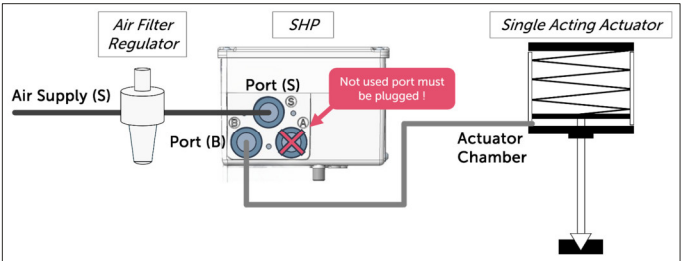 Air Filter
Regulator
SHP
Single Acting Actuator
Air Supply (S)
Port (S)
Not used port must
be plugged !
S
B
A
Port (B)
Actuator
Chamber